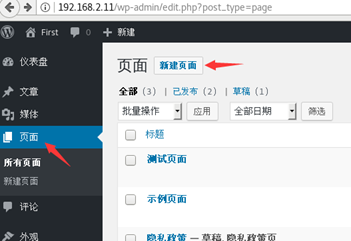 192.168.2.11/wp-admin/edit.php?post_type=page
First 0 + 新建
仪表盘
文章
媒体
页面
所有页面
新建页面
评论
外观
页面 新建页面
全部 (3) | 已发布 (2) | 草稿 (1)
批量操作 应用 全部日期 筛选
标题
测试页面
示例页面
隐私政策 — 草稿, 隐私政策页